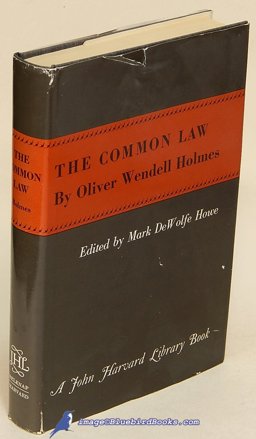 THE COMMON LAW
By Oliver Wendell Holmes
Edited by Mark DeWolfe Howe
A John Harvard Library Book
THE
COMMON
LAW
Holmes
JHL
BELKNAP
HARVARD
image@BluebirdBooks.com